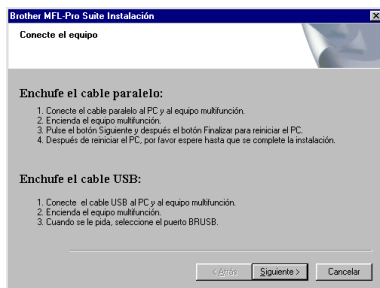 Brother MFL-Pro Suite Instalación
Conecte el equipo
Enchufe el cable paralelo:
1. Conecte el cable paralelo al PC y al equipo multifunción.
2. Encienda el equipo multifunción.
3. Pulse el botón Siguiente y después el botón Finalizar para reiniciar el PC.
4. Después de reiniciar el PC, por favor espere hasta que se complete la instalación.
Enchufe el cable USB:
1. Conecte el cable USB al PC y al equipo multifunción.
2. Encienda el equipo multifunción.
3. Cuando se le pida, seleccione el puerto BRUSB.
< Atrás Siguiente > Cancelar